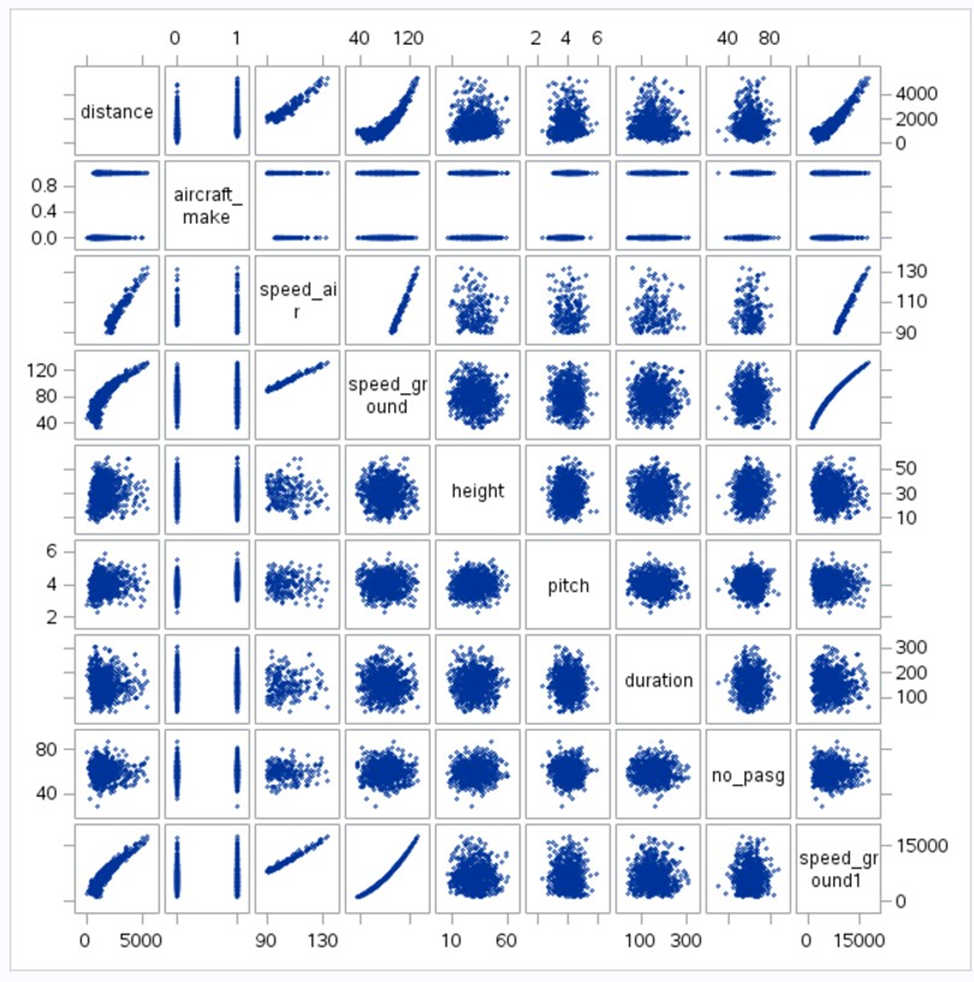 0 1 40 120 2 4 6 40 80
distance
4000
2000
0
0.8
0.4
0.0
aircraft_
make
speed_ai
r
130
110
90
120
80
40
speed_gr
ound
height
50
30
10
6
4
2
pitch
duration
300
200
100
80
40
no_pasg
speed_gr
ound1
15000
0
0 5000 90 130 10 60 100 300 0 15000